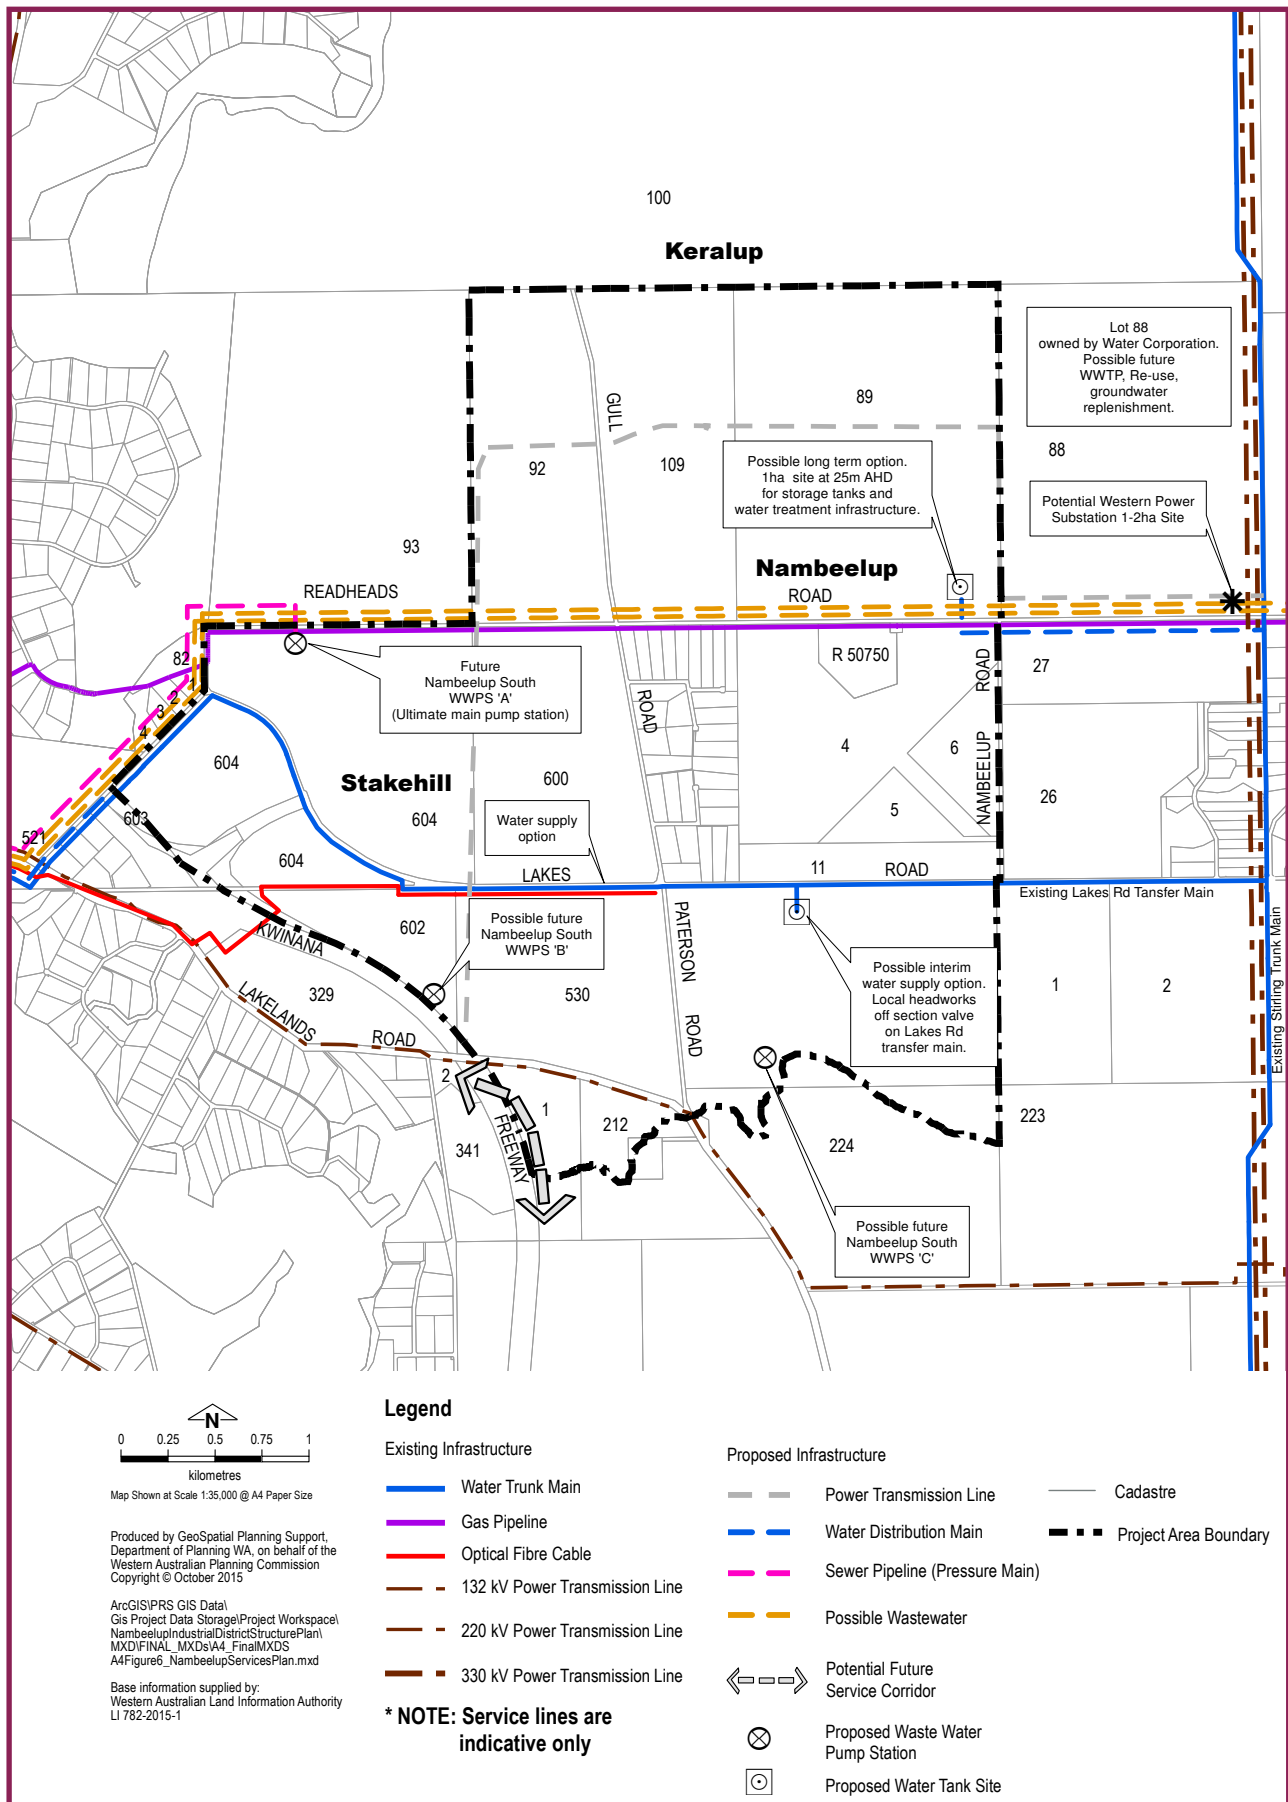 100
Keralup
Lot 88
owned by Water Corporation.
Possible future
WWTP, Re-use,
groundwater
replenishment.
GULL
89
92
109
88
Possible long term option.
1ha site at 25m AHD
for storage tanks and
water treatment infrastructure.
Potential Western Power
Substation 1-2ha Site
93
READHEADS
Nambeelup
ROAD
82
1
2
3
4
Future
Nambeelup South
WWPS 'A'
(Ultimate main pump station)
R 50750
ROAD
27
ROAD
604
Stakehill
600
4
6
NAMBEELUP
26
603
604
5
521
Water supply
option
604
LAKES
11
ROAD
Existing Lakes Rd Tansfer Main
KWINANA
602
Possible future
Nambeelup South
WWPS 'B'
PATERSON
Possible interim
water supply option.
Local headworks
off section valve
on Lakes Rd
transfer main.
1
2
Existing Stirling Trunk Main
329
LAKELANDS
ROAD
530
ROAD
2
1
212
341
FREEWAY
224
223
Possible future
Nambeelup South
WWPS 'C'
N
0 0.25 0.5 0.75 1
kilometres
Map Shown at Scale 1:35,000 @ A4 Paper Size
Produced by GeoSpatial Planning Support,
Department of Planning WA, on behalf of the
Western Australian Planning Commission
Copyright © October 2015
ArcGIS\PRS GIS Data\
Gis Project Data Storage\Project Workspace\
NambeelupIndustrialDistrictStructurePlan\
MXD\FINAL_MXDs\A4_FinalMXDS
A4Figure6_NambeelupServicesPlan.mxd
Base information supplied by:
Western Australian Land Information Authority
LI 782-2015-1
Legend
Existing Infrastructure
Water Trunk Main
Gas Pipeline
Optical Fibre Cable
132 kV Power Transmission Line
220 kV Power Transmission Line
330 kV Power Transmission Line
* NOTE: Service lines are
indicative only
Proposed Infrastructure
Power Transmission Line
Water Distribution Main
Sewer Pipeline (Pressure Main)
Possible Wastewater
Potential Future
Service Corridor
Proposed Waste Water
Pump Station
Proposed Water Tank Site
Cadastre
Project Area Boundary